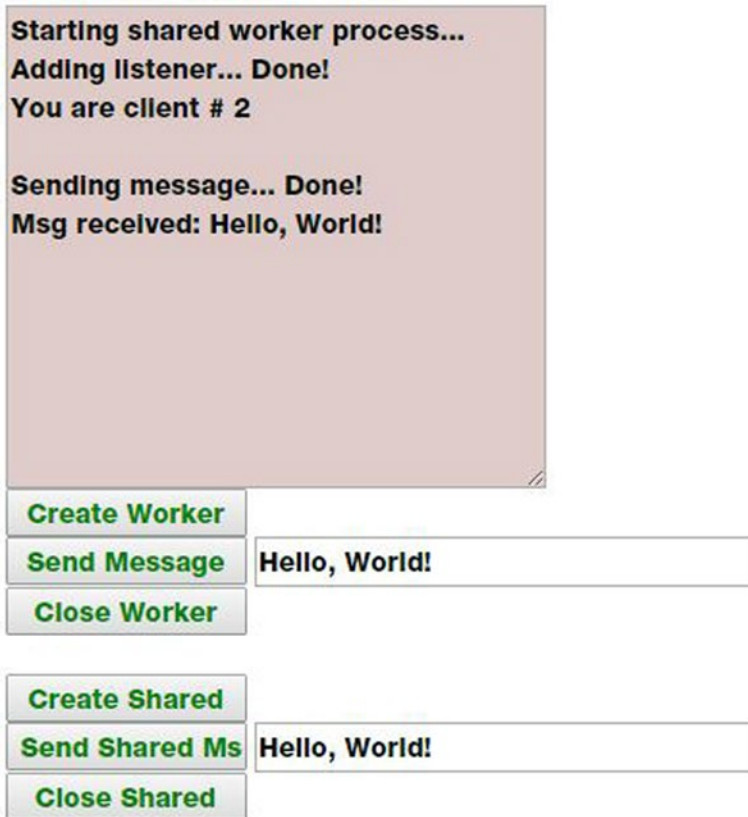 Starting shared worker process...
Adding listener... Done!
You are client # 2
Sending message... Done!
Msg received: Hello, World!
Create Worker
Send Message Hello, World!
Close Worker
Create Shared
Send Shared Ms Hello, World!
Close Shared